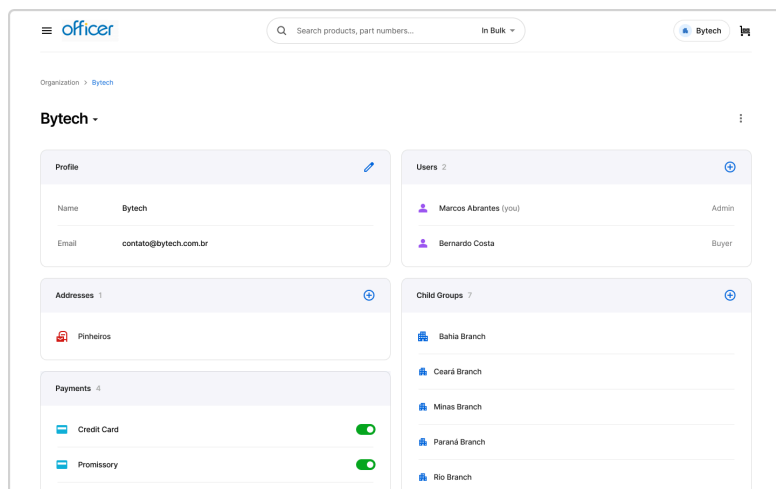 officer
Search products, part numbers...
In Bulk
Bytech
Organization > Bytech
Bytech
Profile
Name Bytech
Email contato@bytech.com.br
Users 2
Marcos Abrantes (you) Admin
Bernardo Costa Buyer
Addresses 1
Pinheiros
Child Groups 7
Bahia Branch
Ceará Branch
Minas Branch
Paraná Branch
Rio Branch
Payments 4
Credit Card
Promissory